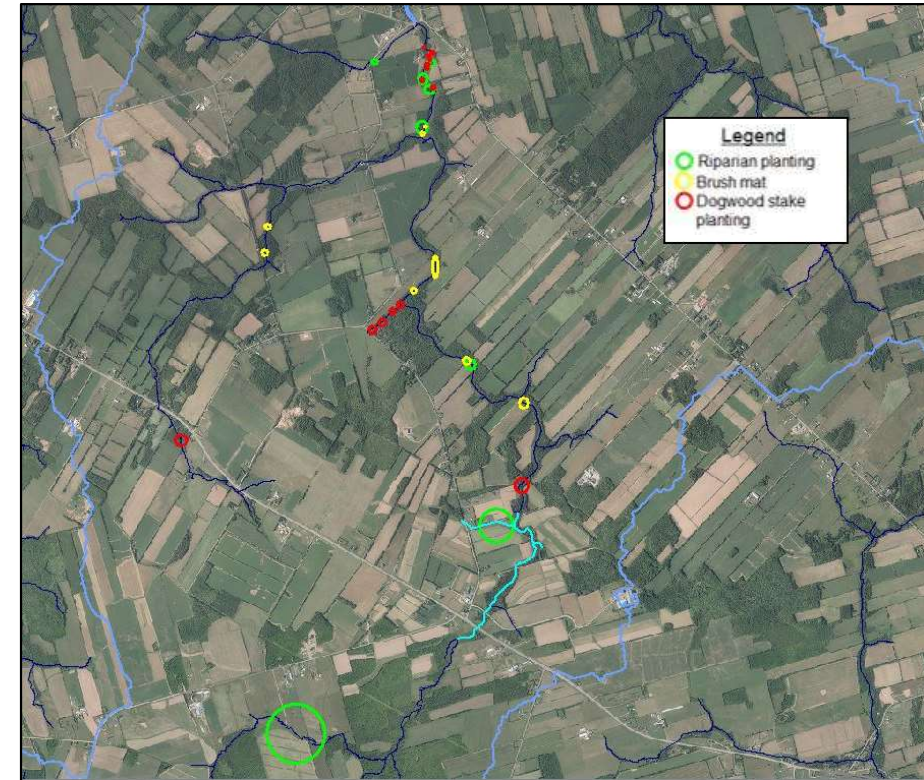 Legend
Riparian planting
Brush mat
Dogwood stake
planting